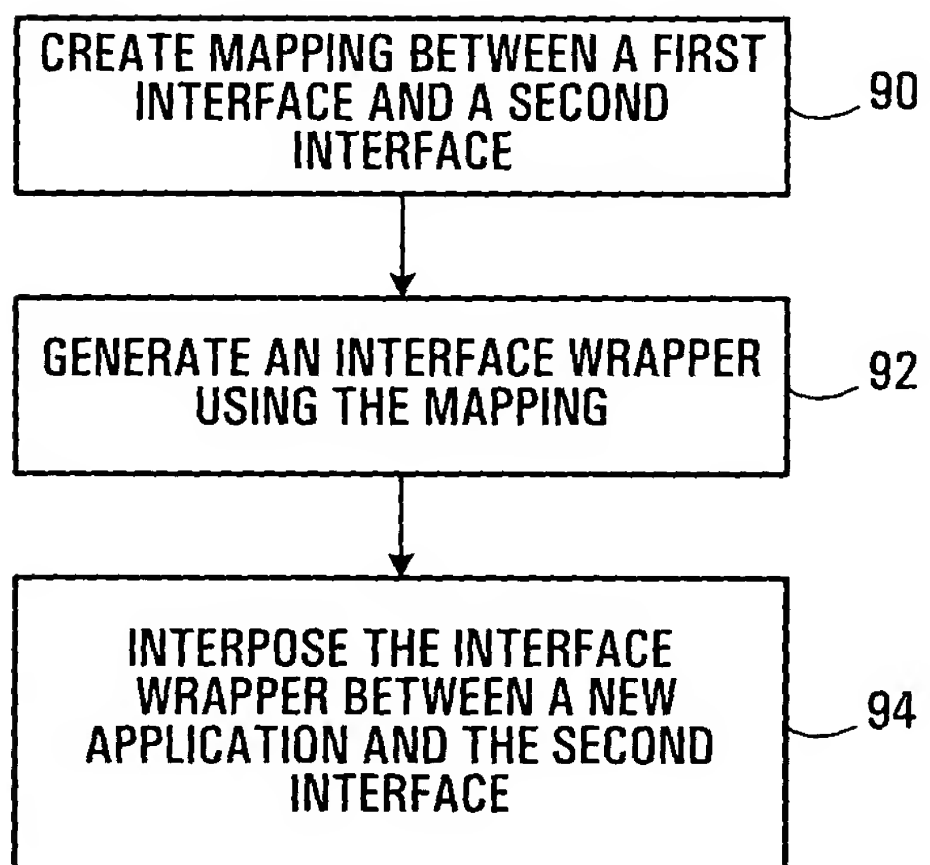 CREATE MAPPING BETWEEN A FIRST
INTERFACE AND A SECOND
INTERFACE
90
GENERATE AN INTERFACE WRAPPER
USING THE MAPPING
92
INTERPOSE THE INTERFACE
WRAPPER BETWEEN A NEW
APPLICATION AND THE SECOND
INTERFACE
94